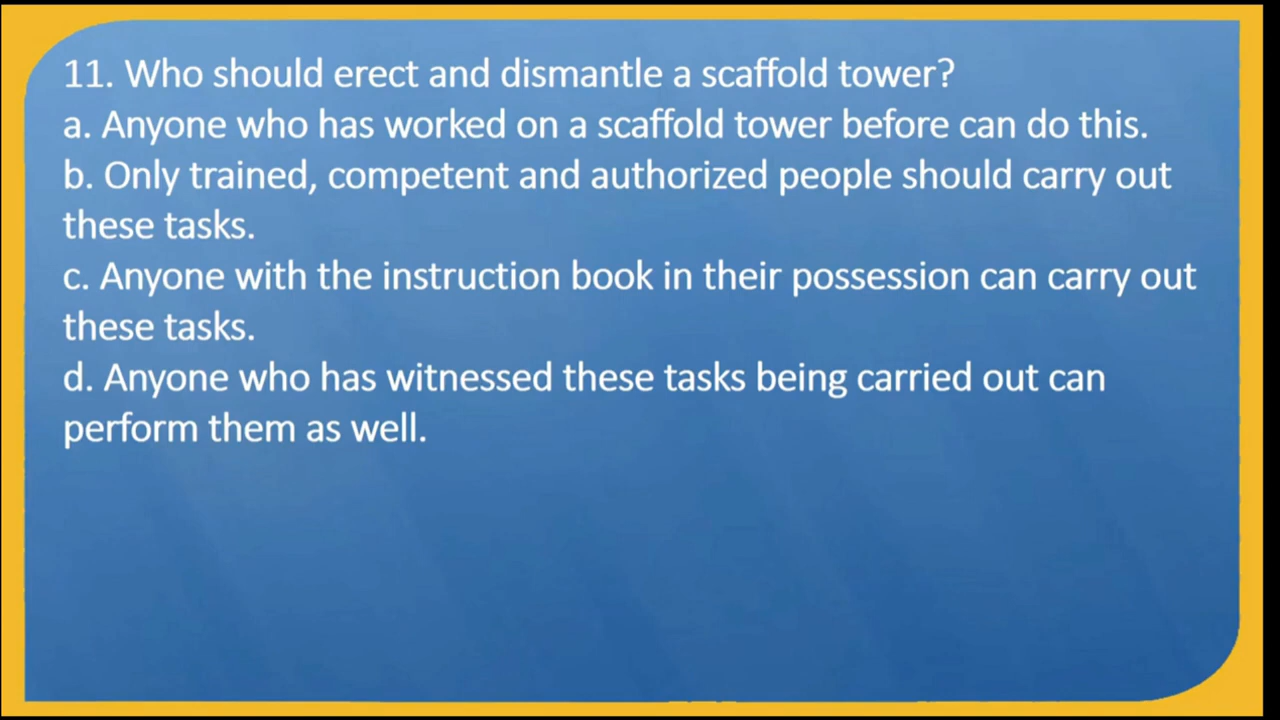 11. Who should erect and dismantle a scaffold tower?
a. Anyone who has worked on a scaffold tower before can do this.
b. Only trained, competent and authorized people should carry out
these tasks.
c. Anyone with the instruction book in their possession can carry out
these tasks.
d. Anyone who has witnessed these tasks being carried out can
perform them as well.